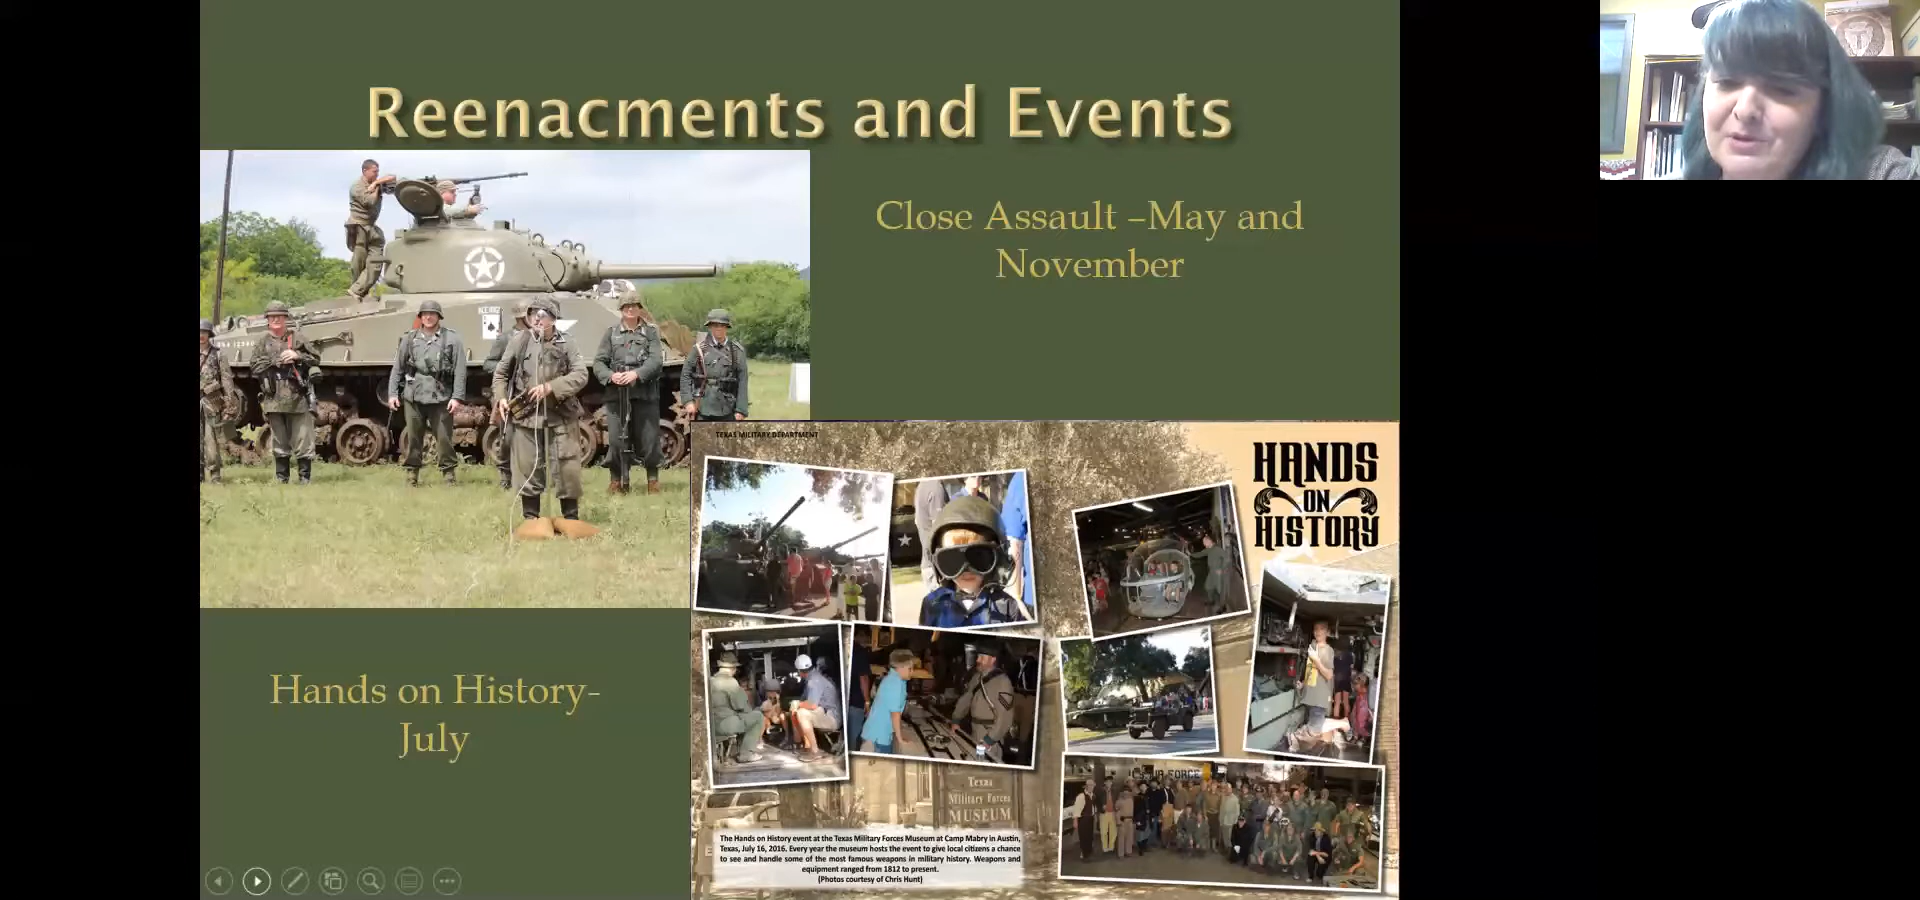 Reenacments and Events
Close Assault –May and
November
Hands on History-
July
TEXAS MILITARY DEPARTMENT
HANDS
ON
HISTORY
U.S. AIR FORCE
Texas
Military Forces
MUSEUM
The Hands on History event at the Texas Military Forces Museum at Camp Mabry in Austin,
Texas, July 16, 2016. Every year the museum hosts the event to give local citizens a chance
to see and handle some of the most famous weapons in military history. Weapons and
equipment ranged from 1812 to present.
(Photos courtesy of Chris Hunt)